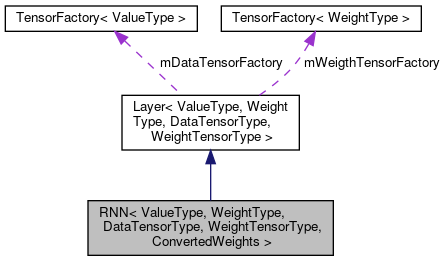 TensorFactory< ValueType >
TensorFactory< WeightType >
mDataTensorFactory
mWeigthTensorFactory
Layer< ValueType, Weight
Type, DataTensorType,
WeightTensorType >
RNN< ValueType, WeightType,
DataTensorType, WeightTensorType,
ConvertedWeights >